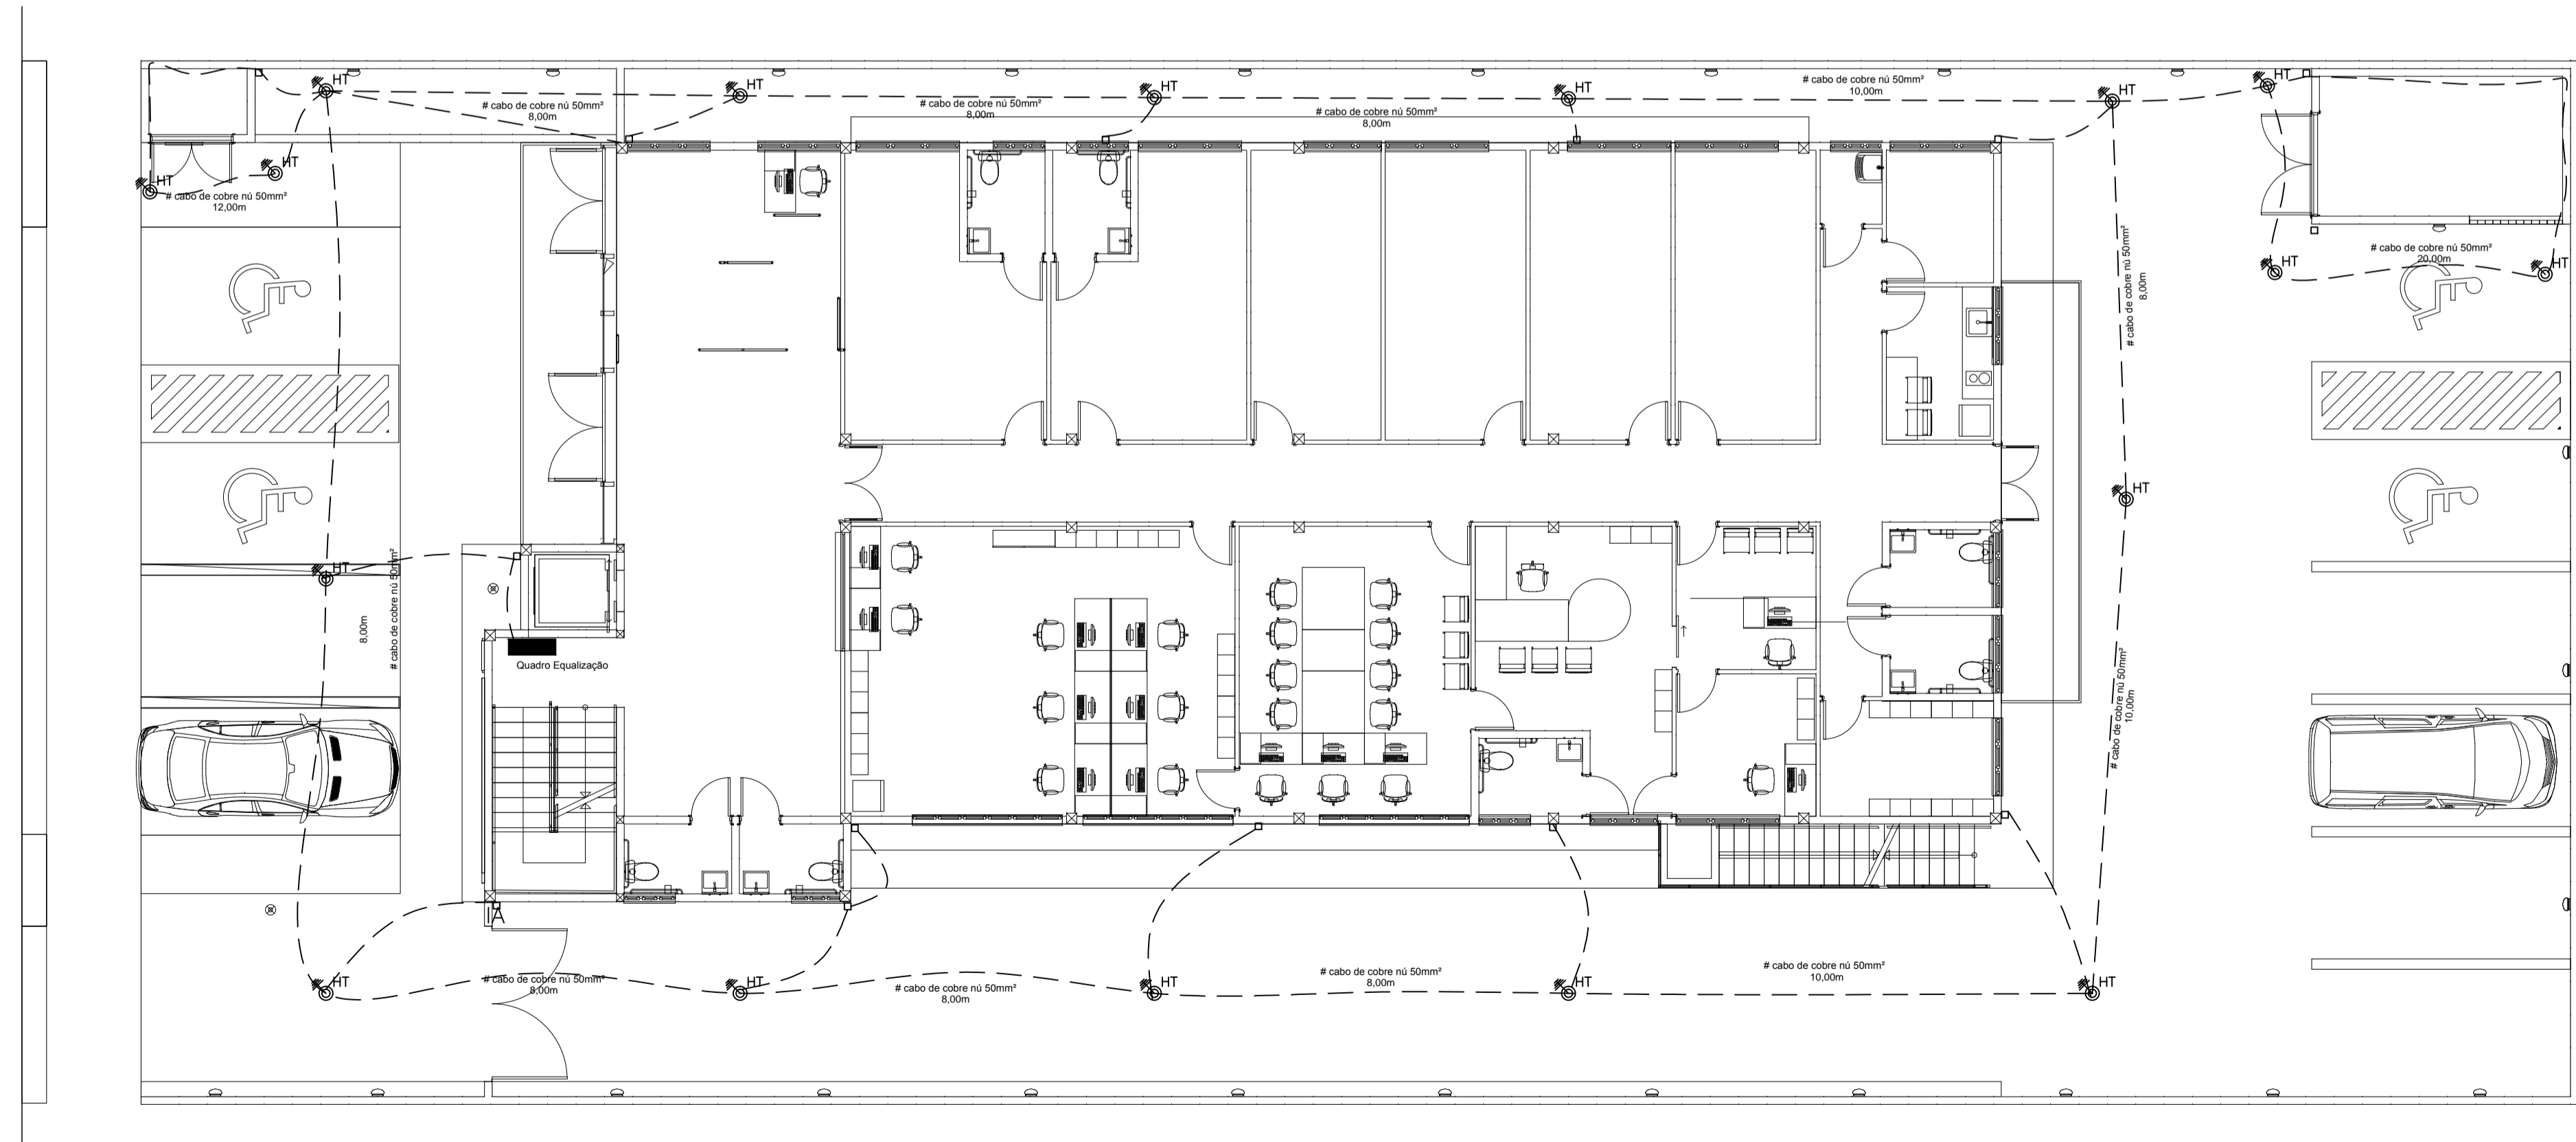 HT
HT
HT
HT
HT
HT
# cabo de cobre nú 50mm²
8,00m
# cabo de cobre nú 50mm²
8,00m
# cabo de cobre nú 50mm²
8,00m
# cabo de cobre nú 50mm²
10,00m
HT
HT
# cabo de cobre nú 50mm²
12,00m
# cabo de cobre nú 50mm²
8,00m
# cabo de cobre nú 50mm²
20,00m
HT
HT
HT
HT
8,00m
# cabo de cobre nú 50mm²
Quadro Equalização
# cabo de cobre nú 50mm²
10,00m
IA
HT
# cabo de cobre nú 50mm²
8,00m
HT
# cabo de cobre nú 50mm²
8,00m
HT
# cabo de cobre nú 50mm²
8,00m
HT
# cabo de cobre nú 50mm²
10,00m
HT